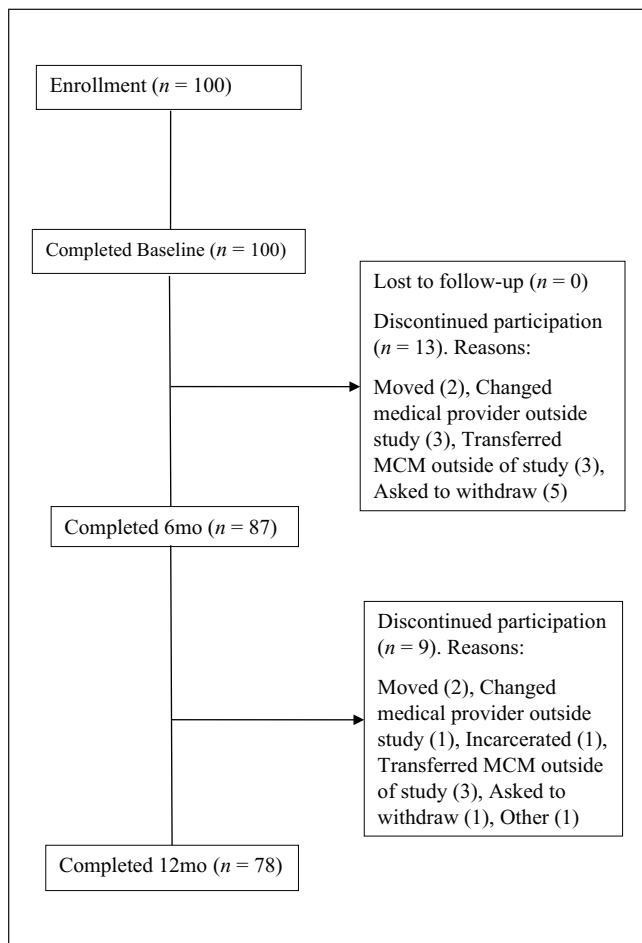 Enrollment (n = 100)
Completed Baseline (n = 100)
Lost to follow-up (n = 0)
Discontinued participation
(n = 13). Reasons:
Moved (2), Changed
medical provider outside
study (3), Transferred
MCM outside of study (3),
Asked to withdraw (5)
Completed 6mo (n = 87)
Discontinued participation
(n = 9). Reasons:
Moved (2), Changed
medical provider outside
study (1), Incarcerated (1),
Transferred MCM outside
of study (3), Asked to
withdraw (1), Other (1)
Completed 12mo (n = 78)